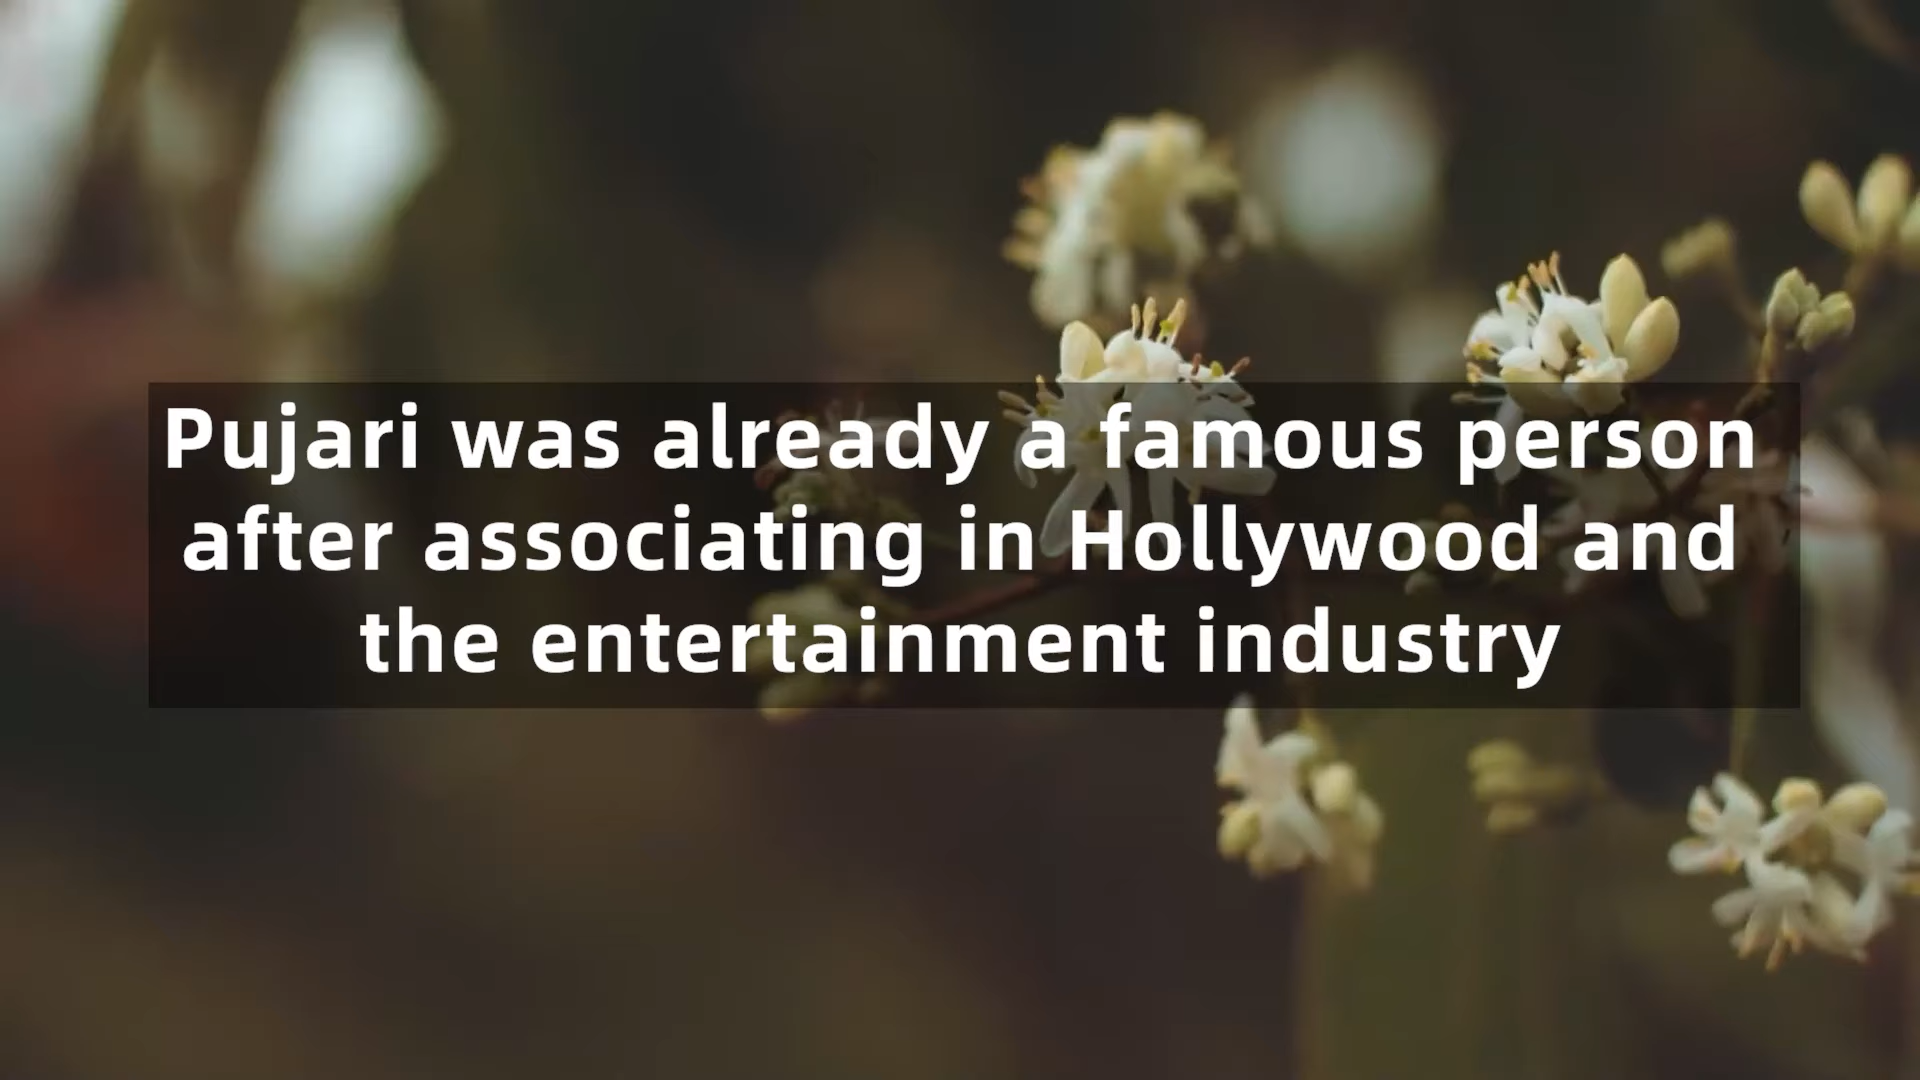 Pujari was already a famous person
after associating in Hollywood and
the entertainment industry